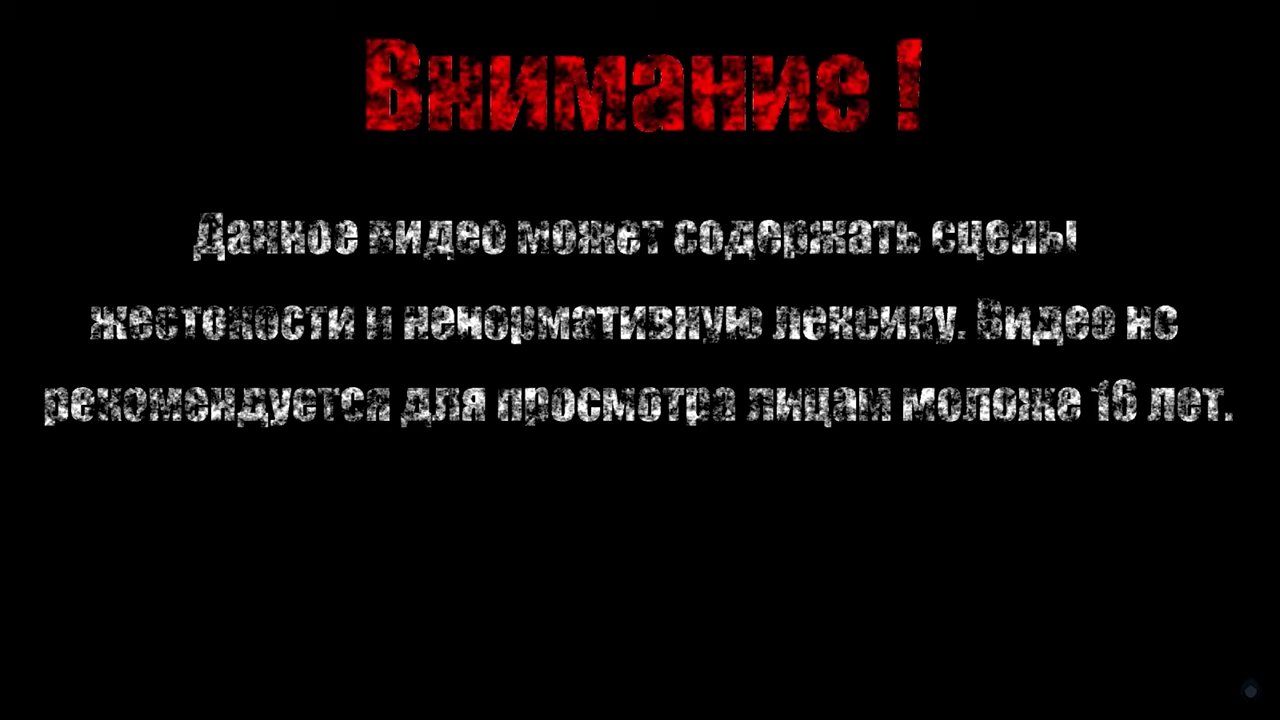 Внимание !
Данное видео может содержать сцены
жестокости и ненормативную лексику. Видео не
рекомендуется для просмотра лицам моложе 16 лет.